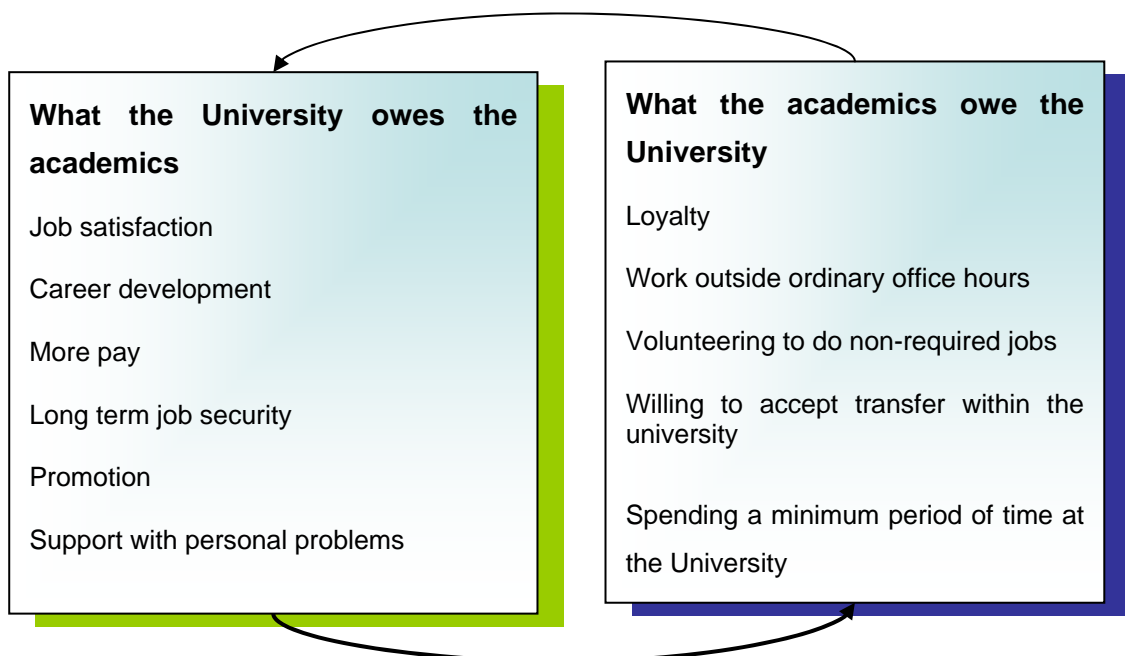 What the University owes the
academics
Job satisfaction
Career development
More pay
Long term job security
Promotion
Support with personal problems
What the academics owe the
University
Loyalty
Work outside ordinary office hours
Volunteering to do non-required jobs
Willing to accept transfer within the
university
Spending a minimum period of time at
the University